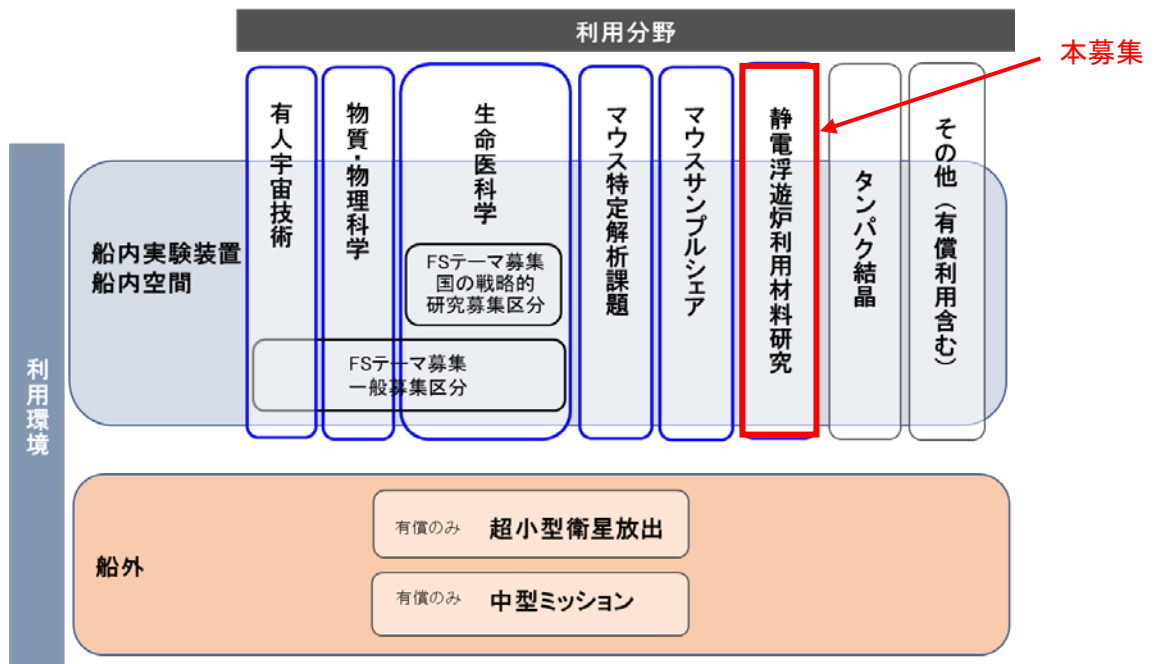 利用分野
本募集
有人宇宙技術
物質・物理科学
生命医科学
マウス特定解析課題
マウスサンプルシェア
静電浮遊炉利用材料研究
タンパク結晶
その他（有償利用含む）
利用環境
船内実験装置
船内空間
FSテーマ募集
国の戦略的
研究募集区分
FSテーマ募集
一般募集区分
船外
有償のみ 超小型衛星放出
有償のみ 中型ミッション